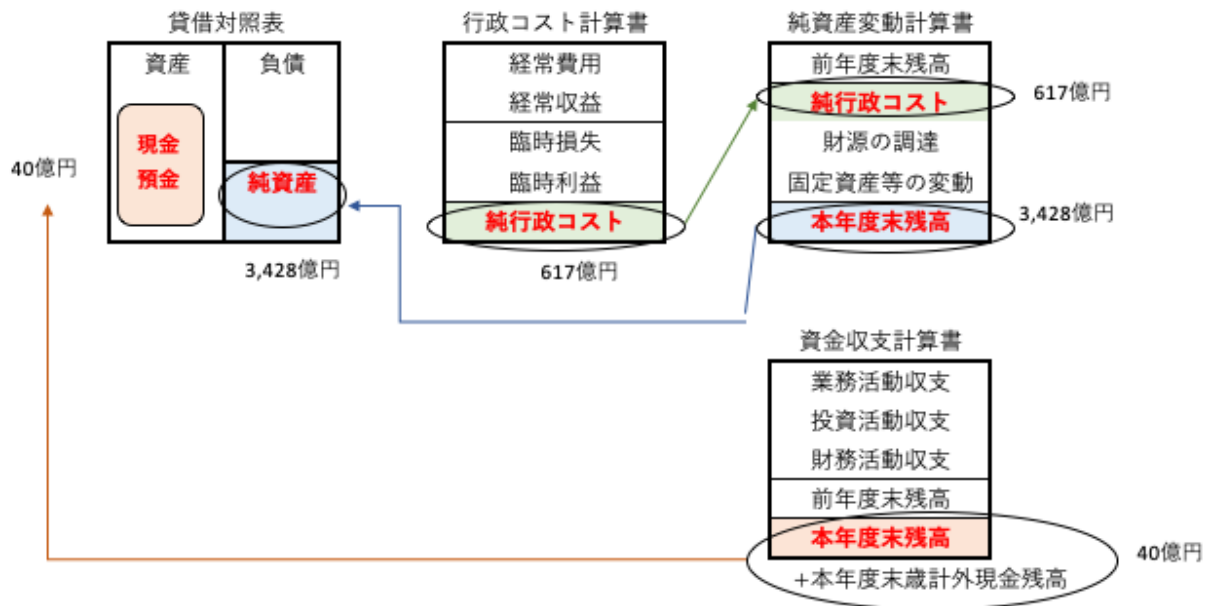 貸借対照表
資産
負債
現金
預金
純資産
40億円
3,428億円
行政コスト計算書
経常費用
経常収益
臨時損失
臨時利益
純行政コスト
617億円
純資産変動計算書
前年度末残高
純行政コスト
617億円
財源の調達
固定資産等の変動
本年度末残高
3,428億円
資金収支計算書
業務活動収支
投資活動収支
財務活動収支
前年度末残高
本年度末残高
+本年度末歳計外現金残高
40億円